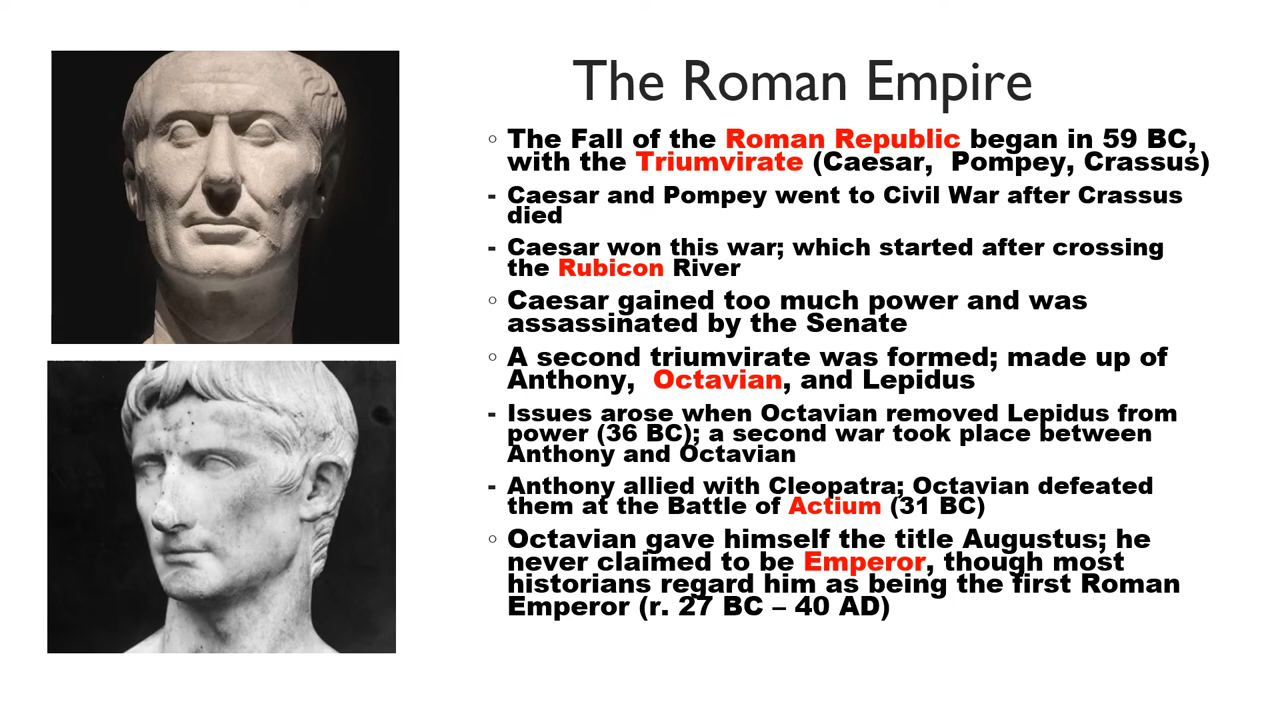 The Roman Empire
◦ The Fall of the Roman Republic began in 59 BC,
with the Triumvirate (Caesar,  Pompey, Crassus)
- Caesar and Pompey went to Civil War after Crassus
died
- Caesar won this war; which started after crossing
the Rubicon River
◦ Caesar gained too much power and was
assassinated by the Senate
◦ A second triumvirate was formed; made up of
Anthony,  Octavian, and Lepidus
- Issues arose when Octavian removed Lepidus from
power (36 BC); a second war took place between
Anthony and Octavian
- Anthony allied with Cleopatra; Octavian defeated
them at the Battle of Actium (31 BC)
◦ Octavian gave himself the title Augustus; he
never claimed to be Emperor, though most
historians regard him as being the first Roman
Emperor (r. 27 BC – 40 AD)